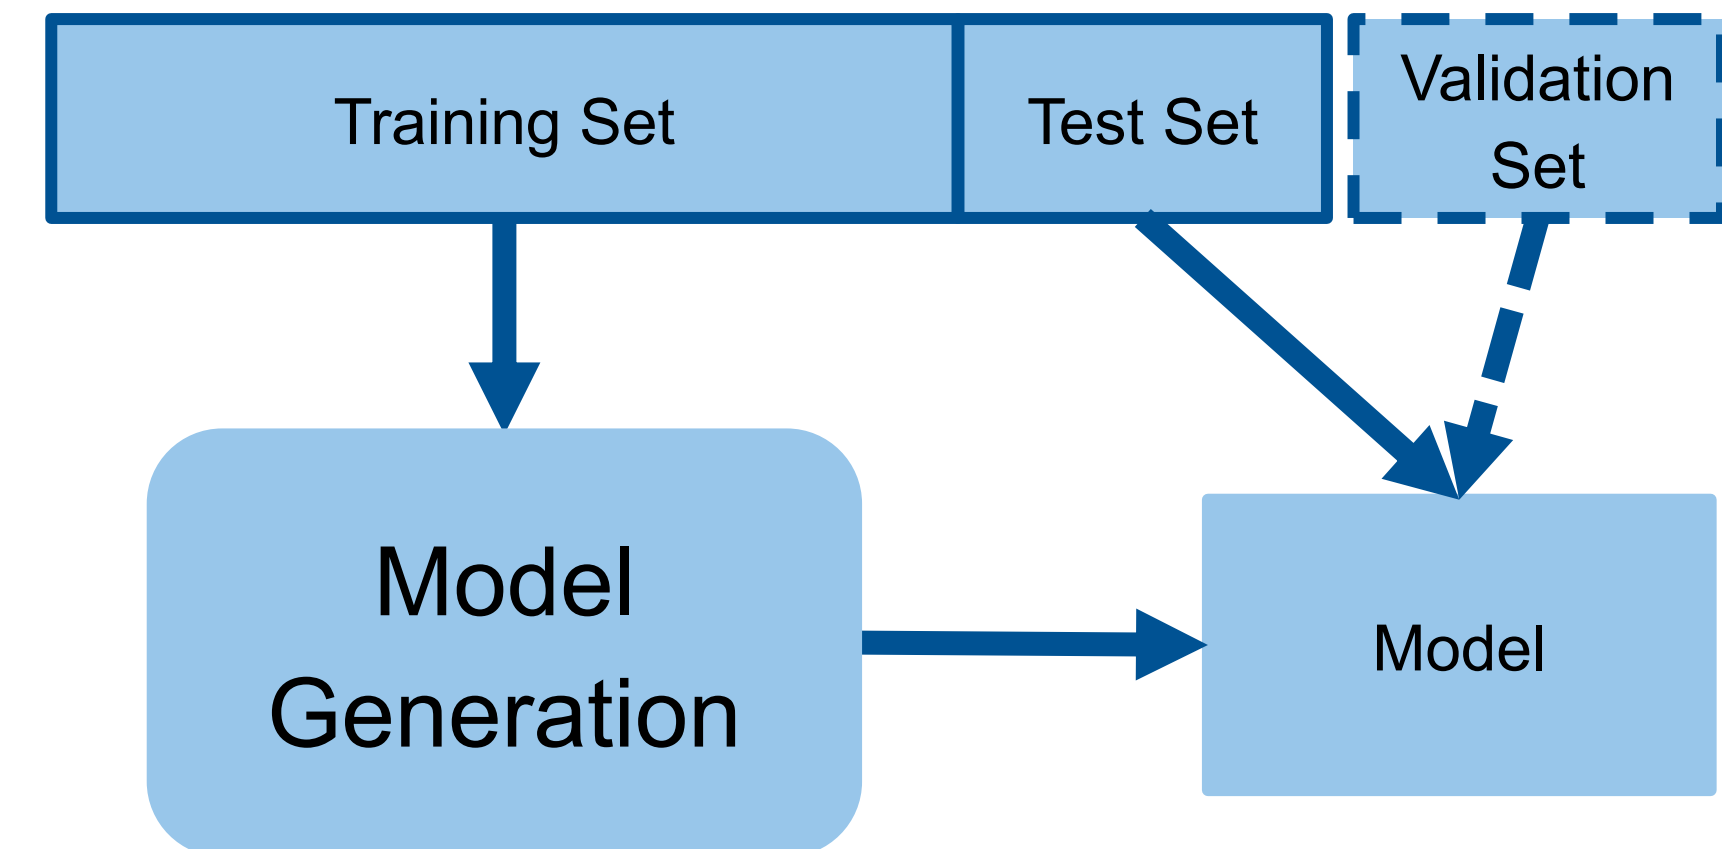 Training Set
Test Set
Validation
Set
Model
Generation
Model